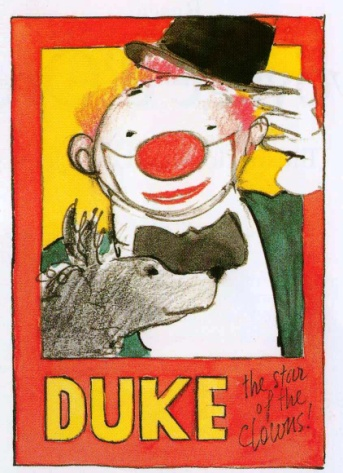 DUKE
the star
of the
clowns!